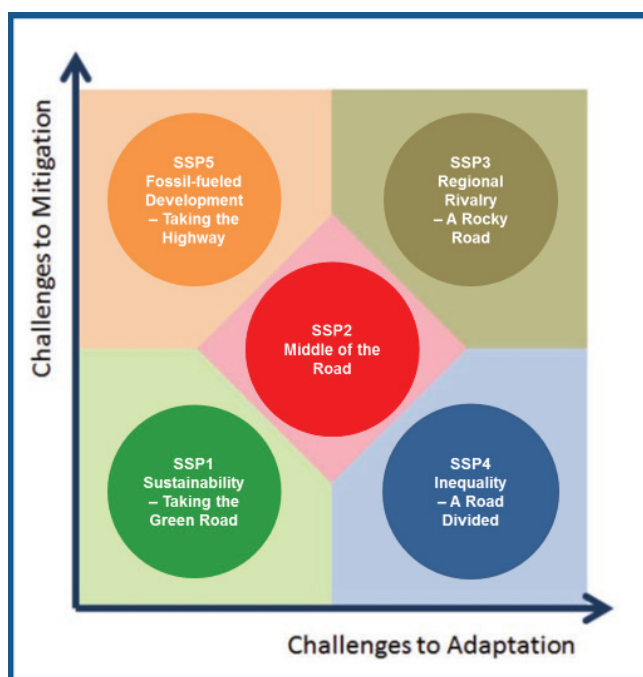 Challenges to Mitigation
SSP5
Fossil-fueled
Development
– Taking the
Highway
SSP3
Regional
Rivalry
– A Rocky
Road
SSP2
Middle of the
Road
SSP1
Sustainability
– Taking the
Green Road
SSP4
Inequality
– A Road
Divided
Challenges to Adaptation